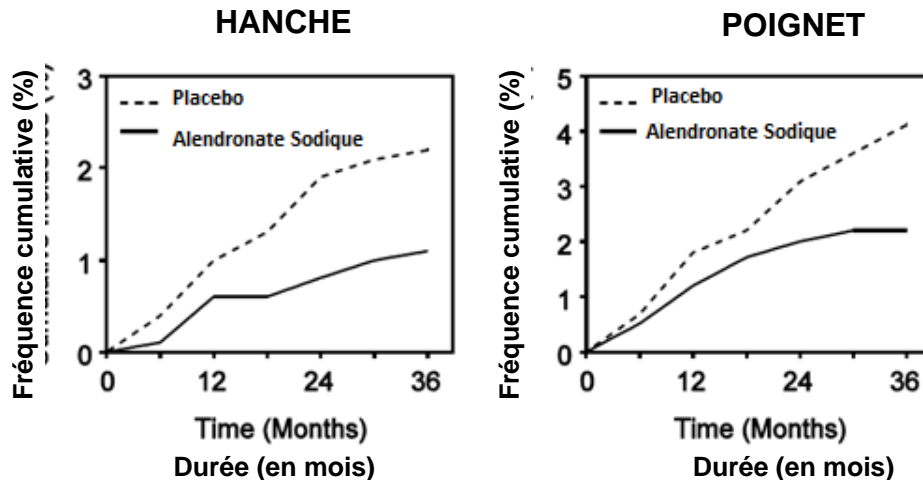 HANCHE
Fréquence cumulative (%)
3
2
1
0
Placebo
Alendronate Sodique
0 12 24 36
Time (Months)
Durée (en mois)
POIGNET
Fréquence cumulative (%)
5
4
3
2
1
0
Placebo
Alendronate Sodique
0 12 24 36
Time (Months)
Durée (en mois)